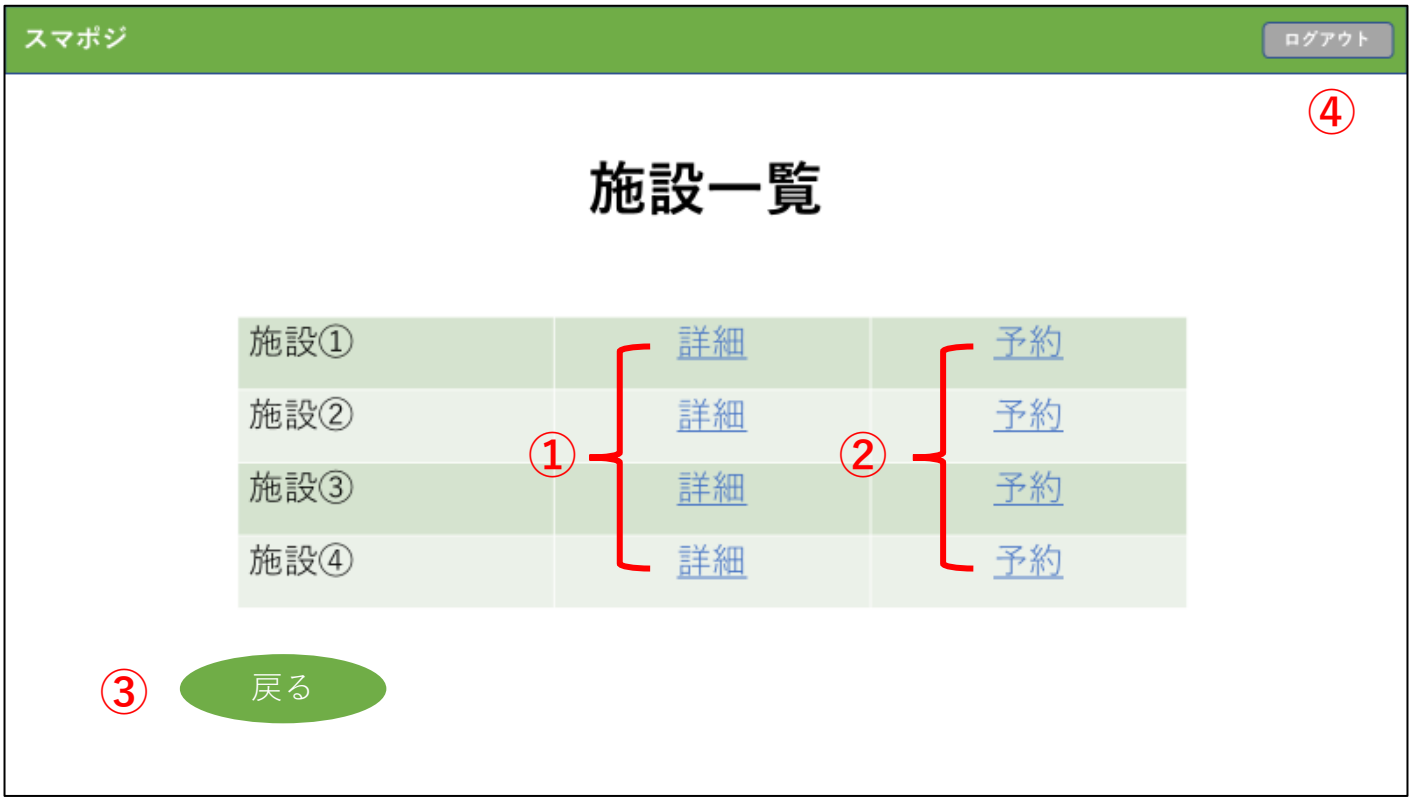 スマポジ ログアウト
④
施設一覧
施設① 詳細 予約
施設② 詳細 予約
① ②
施設③ 詳細 予約
施設④ 詳細 予約
③ 戻る